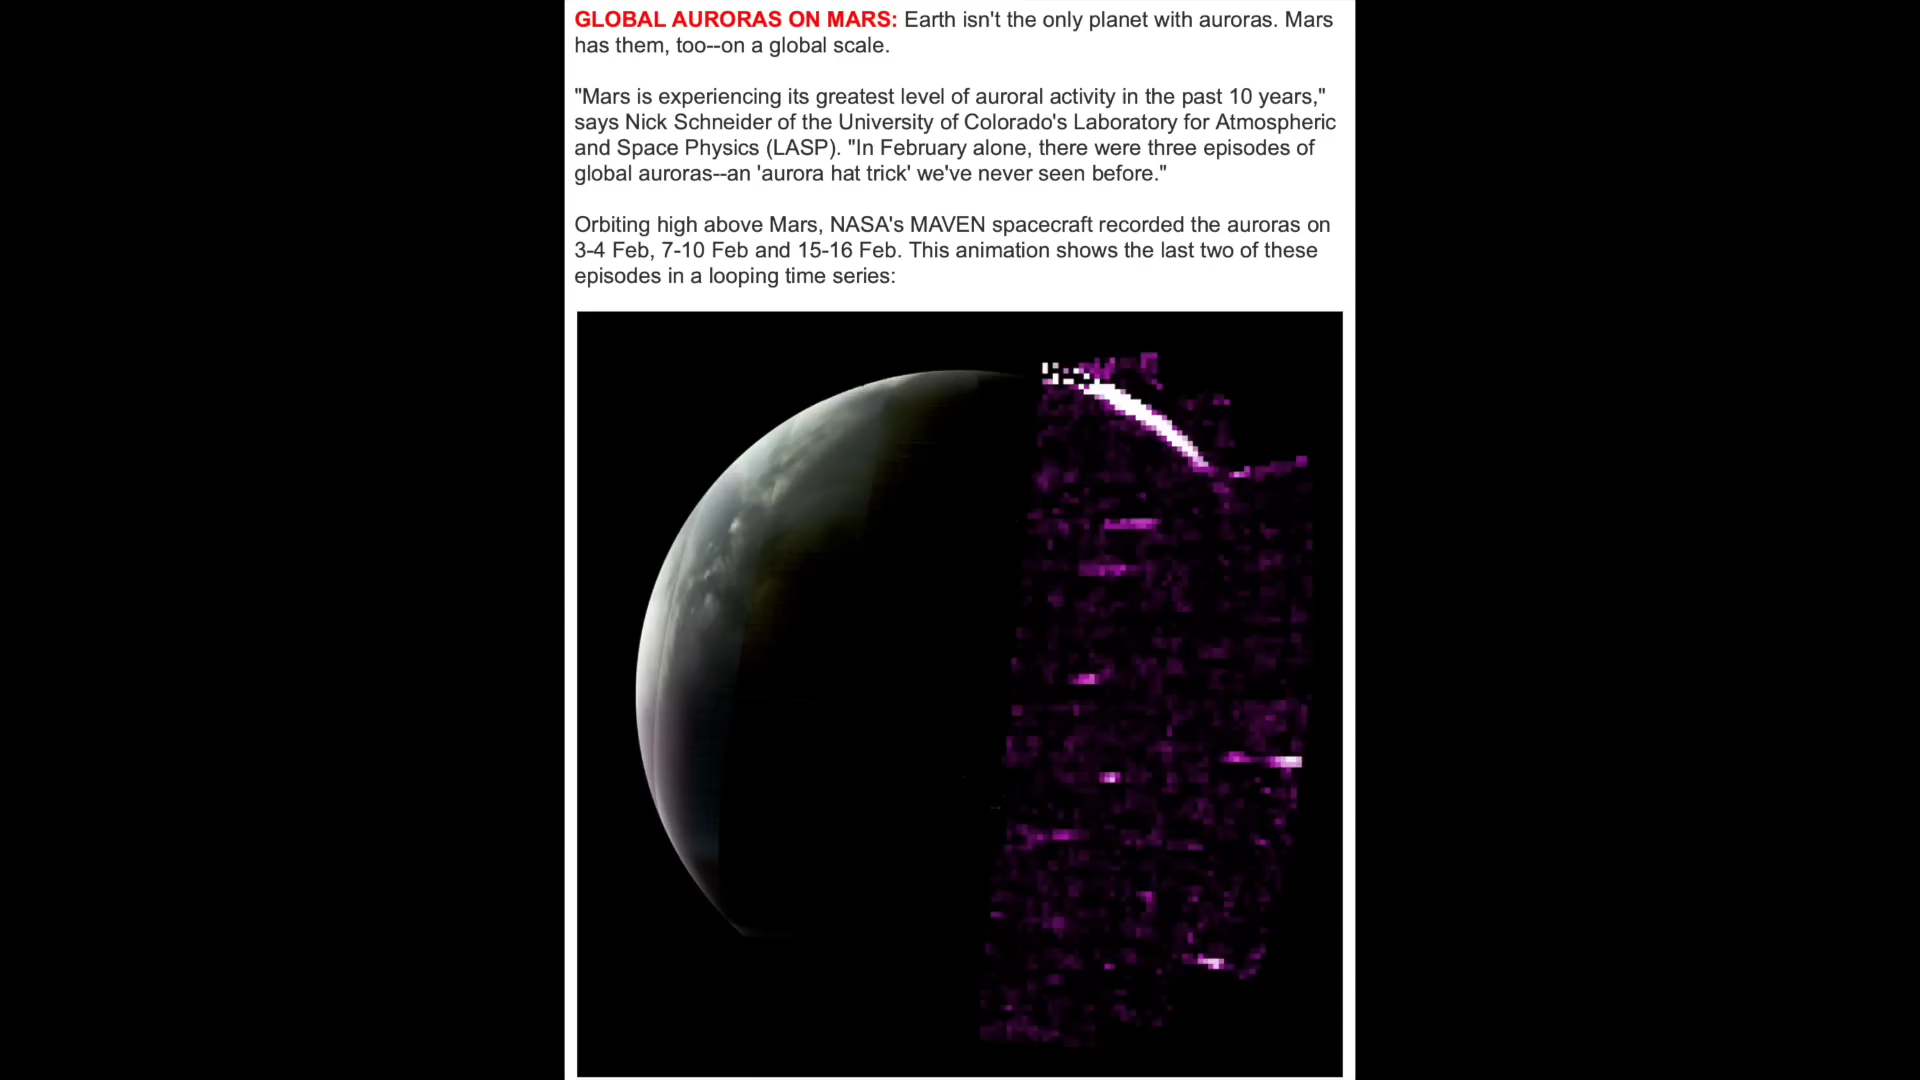 GLOBAL AURORAS ON MARS: Earth isn't the only planet with auroras. Mars
has them, too--on a global scale.
"Mars is experiencing its greatest level of auroral activity in the past 10 years,"
says Nick Schneider of the University of Colorado's Laboratory for Atmospheric
and Space Physics (LASP). "In February alone, there were three episodes of
global auroras--an 'aurora hat trick' we've never seen before."
Orbiting high above Mars, NASA's MAVEN spacecraft recorded the auroras on
3-4 Feb, 7-10 Feb and 15-16 Feb. This animation shows the last two of these
episodes in a looping time series: